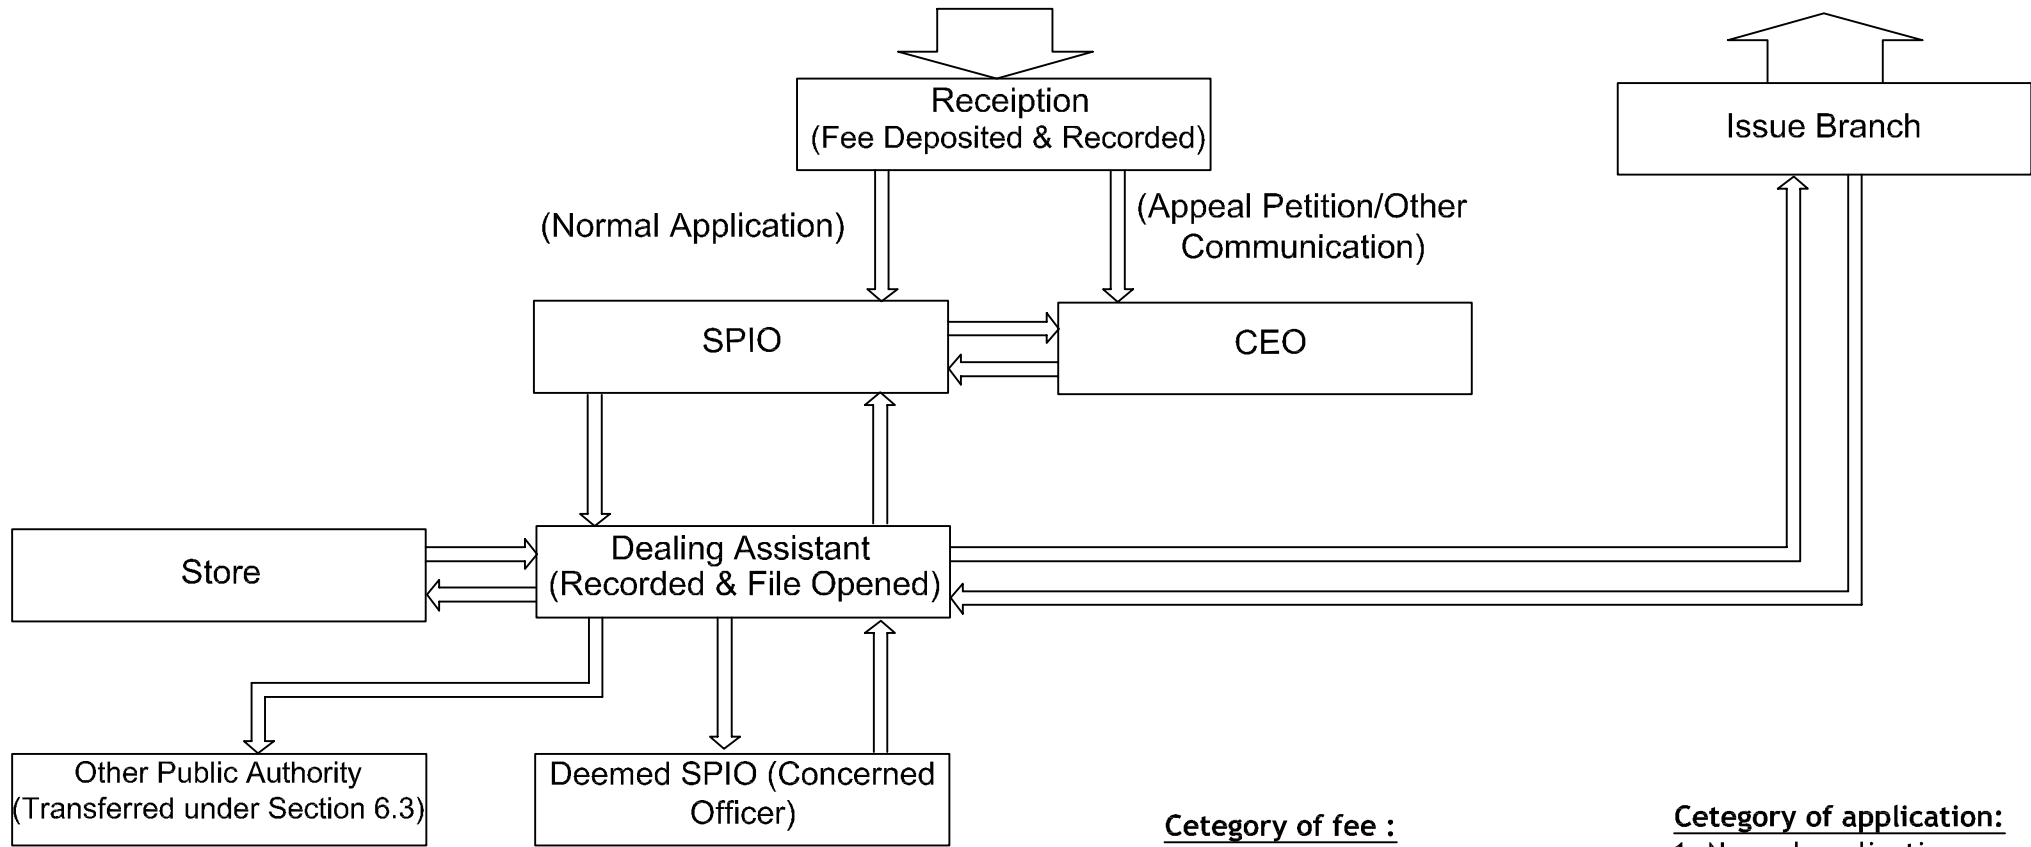 Receiption
(Fee Deposited & Recorded)
Issue Branch
(Normal Application)
(Appeal Petition/Other
Communication)
SPIO
CEO
Store
Dealing Assistant
(Recorded & File Opened)
Other Public Authority
(Transferred under Section 6.3)
Deemed SPIO (Concerned
Officer)
Cetegory of fee :
Cetegory of application: